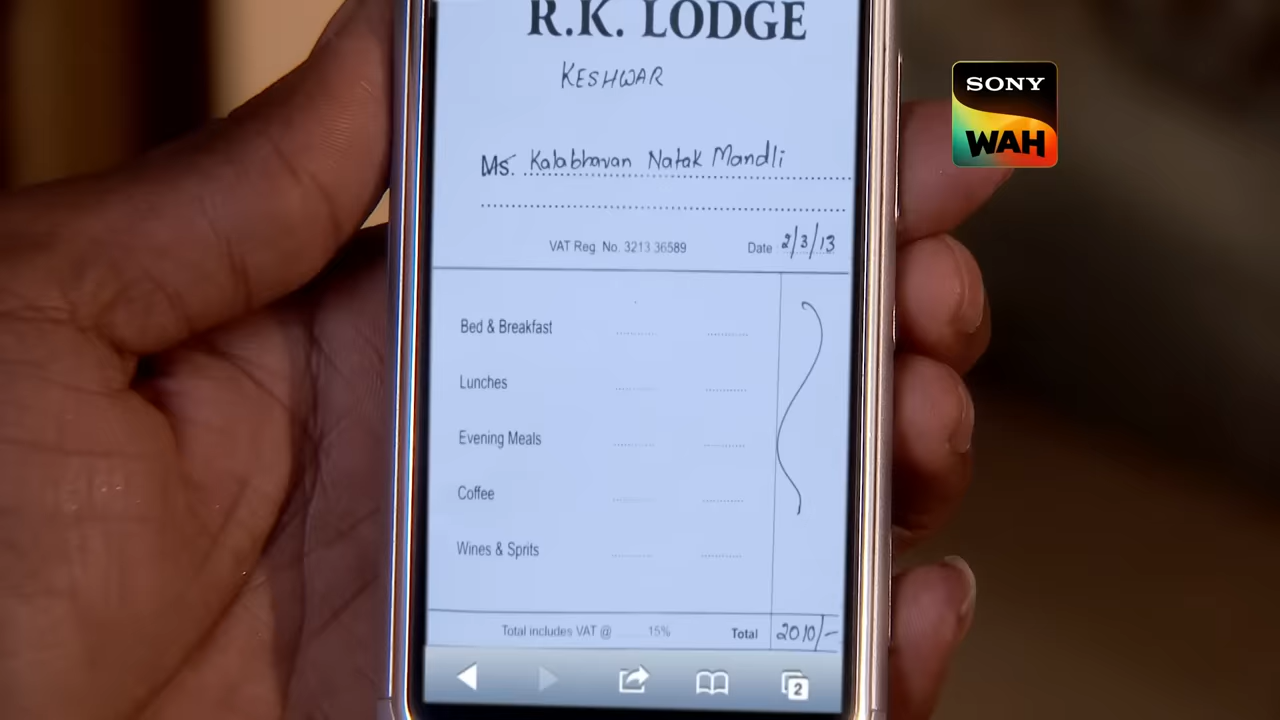 R.K. LODGE
KESHWAR
SONY
WAH
Ms. Kalabhavan Natak Mandli
VAT Reg. No. 3213 36589 Date 2/3/13
Bed & Breakfast
Lunches
Evening Meals
Coffee
Wines & Sprits
Total includes VAT @ 15% Total 2010/-
2